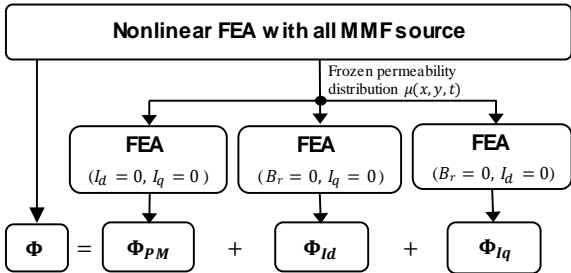 Nonlinear FEA with all MMF source
Frozen permeability
distribution μ(x, y, t)
FEA FEA FEA
(I_d = 0, I_q = 0 ) (B_r = 0, I_q = 0) (B_r = 0, I_d = 0)
Φ = Φ_PM + Φ_Id + Φ_Iq